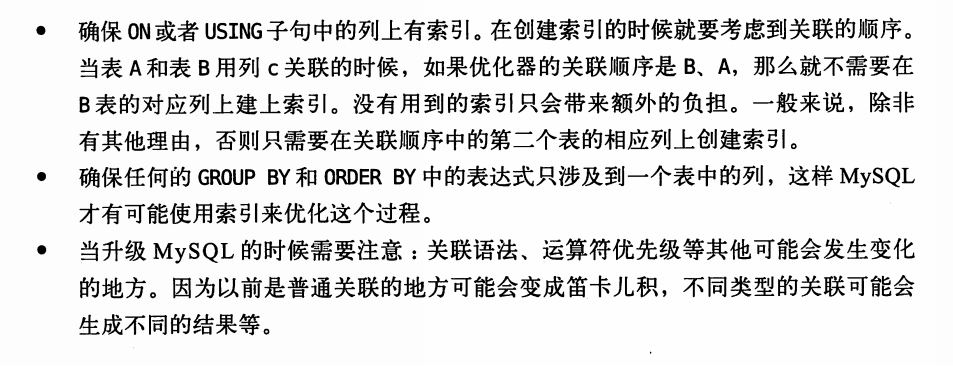 • 确保 ON 或者 USING 子句中的列上有索引。在创建索引的时候就要考虑到关联的顺序。
当表 A 和表 B 用列 c 关联的时候，如果优化器的关联顺序是 B、A，那么就不需要在
B 表的对应列上建上索引。没有用到的索引只会带来额外的负担。一般来说，除非
有其他理由，否则只需要在关联顺序中的第二个表的相应列上创建索引。
• 确保任何的 GROUP BY 和 ORDER BY 中的表达式只涉及到一个表中的列，这样 MySQL
才有可能使用索引来优化这个过程。
• 当升级 MySQL 的时候需要注意：关联语法、运算符优先级等其他可能会发生变化
的地方。因为以前是普通关联的地方可能会变成笛卡儿积，不同类型的关联可能会
生成不同的结果等。